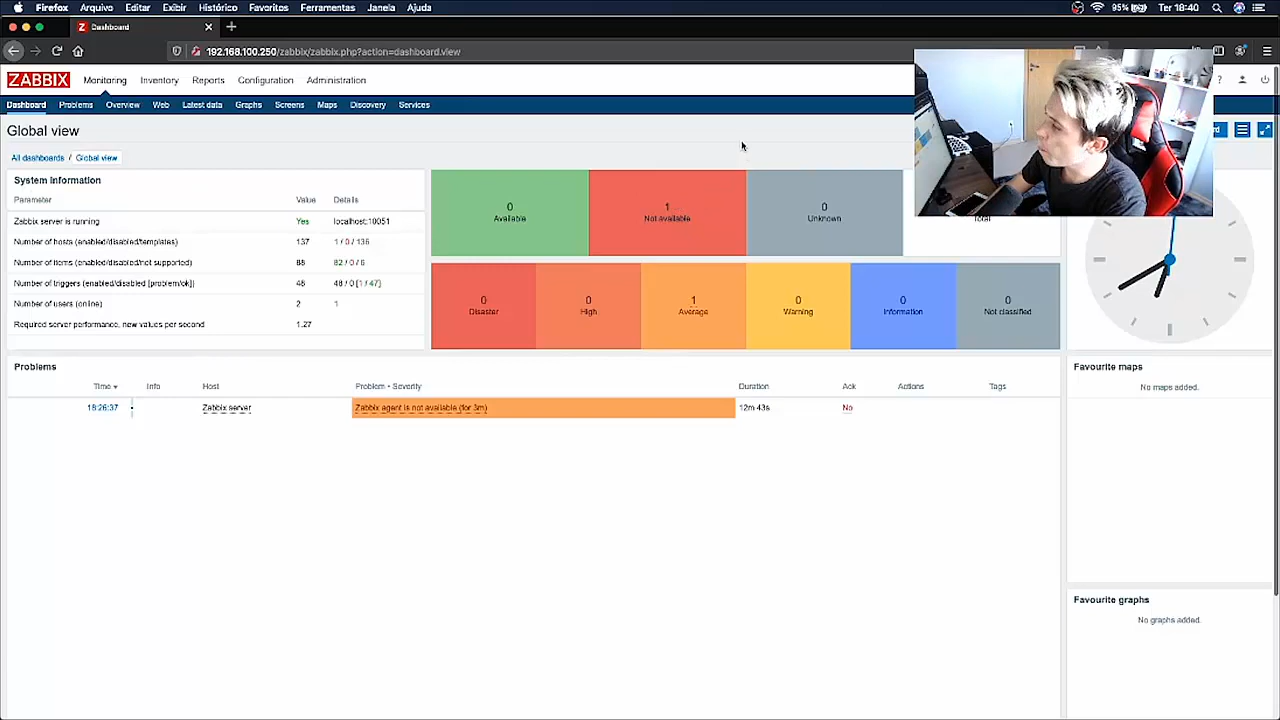 Firefox Arquivo Editar Exibir Histórico Favoritos Ferramentas Janela Ajuda 95% Ter 18:40
Z Dashboard
192.168.100.250/zabbix/zabbix.php?action=dashboard.view
ZABBIX Monitoring Inventory Reports Configuration Administration ?
Dashboard Problems Overview Web Latest data Graphs Screens Maps Discovery Services
Global view
All dashboards / Global view
System information
Parameter Value Details
Zabbix server is running Yes localhost:10051
Number of hosts (enabled/disabled/templates) 137 1 / 0 / 136
Number of items (enabled/disabled/not supported) 88 82 / 0 / 6
Number of triggers (enabled/disabled [problem/ok]) 48 48 / 0 [1 / 47]
Number of users (online) 2 1
Required server performance, new values per second 1.27
0 1 0
Available Not available Unknown Total
0 0 1 0 0 0
Disaster High Average Warning Information Not classified
Problems
Time Info Host Problem • Severity Duration Ack Actions Tags
18:26:37 Zabbix server Zabbix agent is not available (for 3m) 12m 43s No
Favourite maps
No maps added.
Favourite graphs
No graphs added.